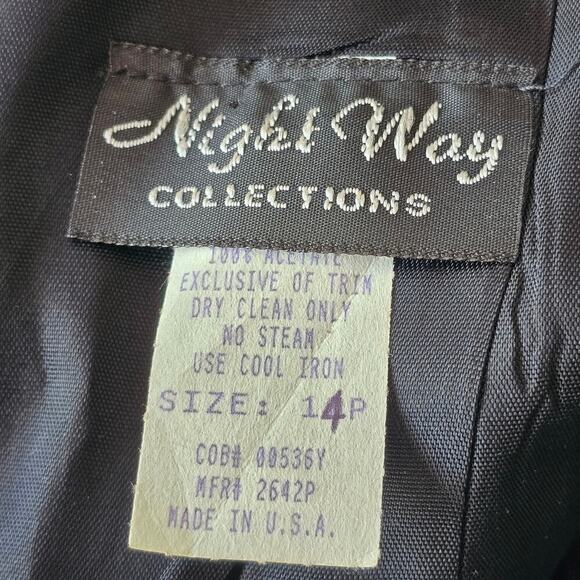 Night Way
COLLECTIONS
100% ACETATE
EXCLUSIVE OF TRIM
DRY CLEAN ONLY
NO STEAM
USE COOL IRON
SIZE: 14P
COB# 00536Y
MFR# 2642P
MADE IN U.S.A.